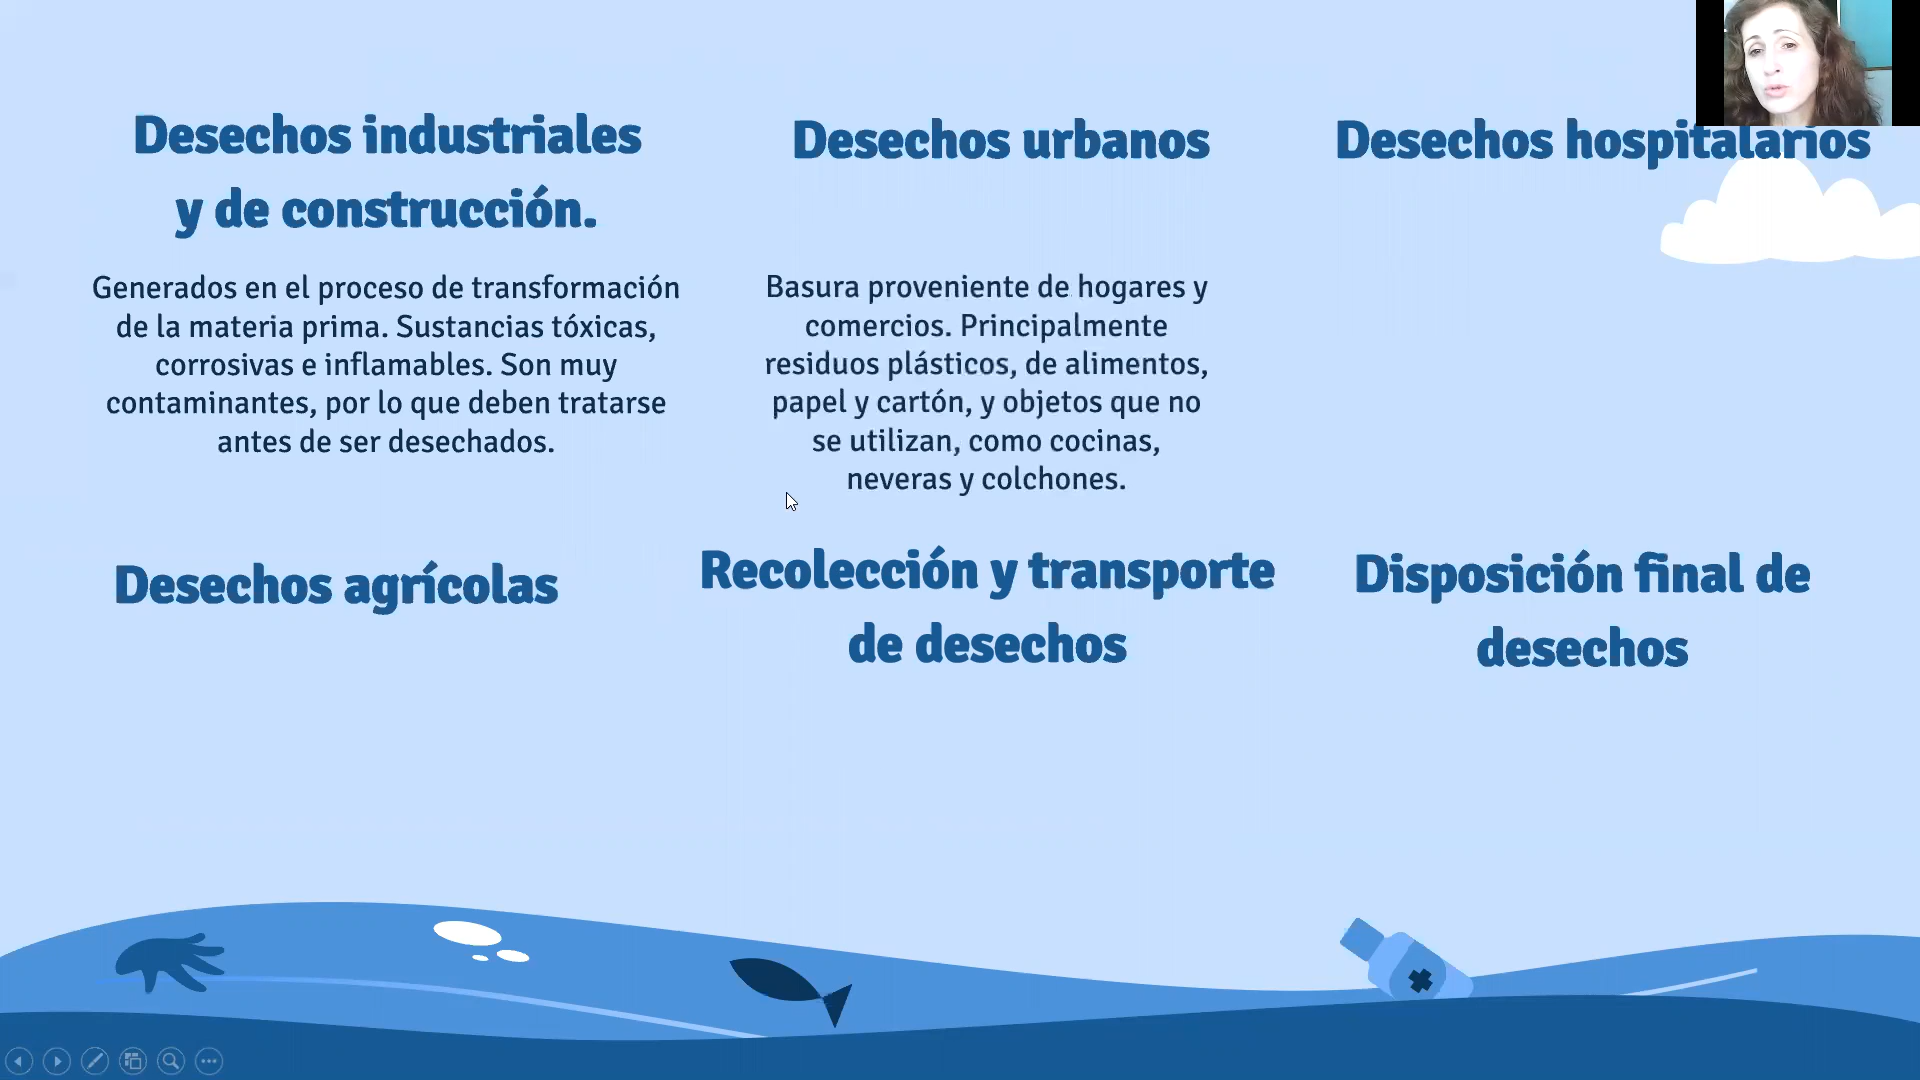 Desechos industriales
y de construcción.
Generados en el proceso de transformación
de la materia prima. Sustancias tóxicas,
corrosivas e inflamables. Son muy
contaminantes, por lo que deben tratarse
antes de ser desechados.
Desechos urbanos
Basura proveniente de hogares y
comercios. Principalmente
residuos plásticos, de alimentos,
papel y cartón, y objetos que no
se utilizan, como cocinas,
neveras y colchones.
Desechos hospitalarios
Desechos agrícolas
Recolección y transporte
de desechos
Disposición final de
desechos